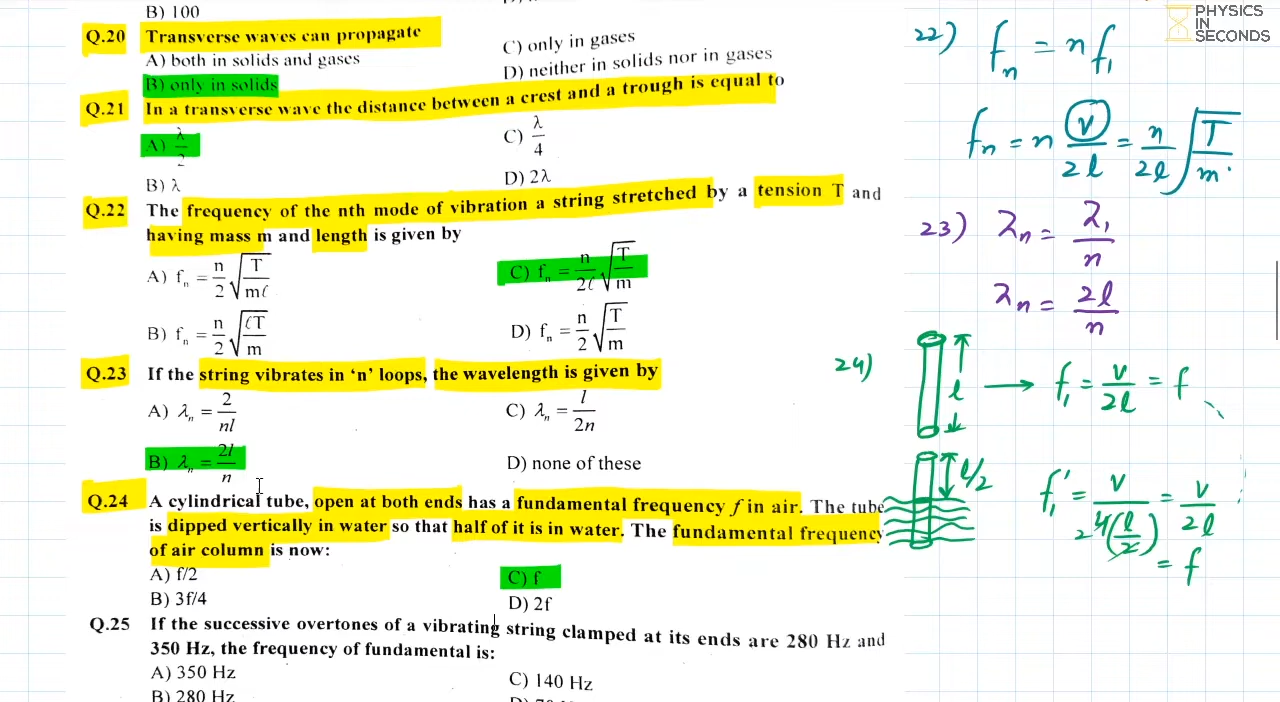 B) 100
Q.20 Transverse waves can propagate
A) both in solids and gases
C) only in gases
B) only in solids
D) neither in solids nor in gases
Q.21 In a transverse wave the distance between a crest and a trough is equal to
A) λ/2
C) λ/4
B) λ
D) 2λ
Q.22 The frequency of the nth mode of vibration a string stretched by a tension T and
having mass m and length is given by
A) fₙ = n/2 √(T/mℓ)
C) fₙ = n/2ℓ √(T/m)
B) fₙ = n/2 √(ℓT/m)
D) fₙ = n/2 √(T/m)
Q.23 If the string vibrates in ‘n’ loops, the wavelength is given by
A) λₙ = 2/nl
C) λₙ = l/2n
B) λₙ = 2l/n
D) none of these
Q.24 A cylindrical tube, open at both ends has a fundamental frequency f in air. The tube
is dipped vertically in water so that half of it is in water. The fundamental frequency
of air column is now:
A) f/2
C) f
B) 3f/4
D) 2f
Q.25 If the successive overtones of a vibrating string clamped at its ends are 280 Hz and
350 Hz, the frequency of fundamental is:
A) 350 Hz
C) 140 Hz
B) 280 Hz
PHYSICS
IN
SECONDS
22) fₙ = n f₁
fₙ = n v/2l = n/2l √(T/m)
23) λₙ = λ₁/n
λₙ = 2l/n
24) l → f₁ = v/2l = f
l/2 f₁' = v/4(l/2) = v/2l
2
= f